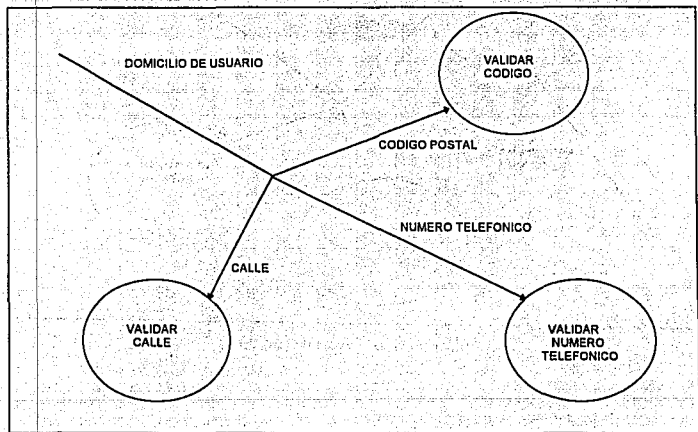 DOMICILIO DE USUARIO
VALIDAR
CODIGO
CODIGO POSTAL
NUMERO TELEFONICO
CALLE
VALIDAR
CALLE
VALIDAR
NUMERO
TELEFONICO